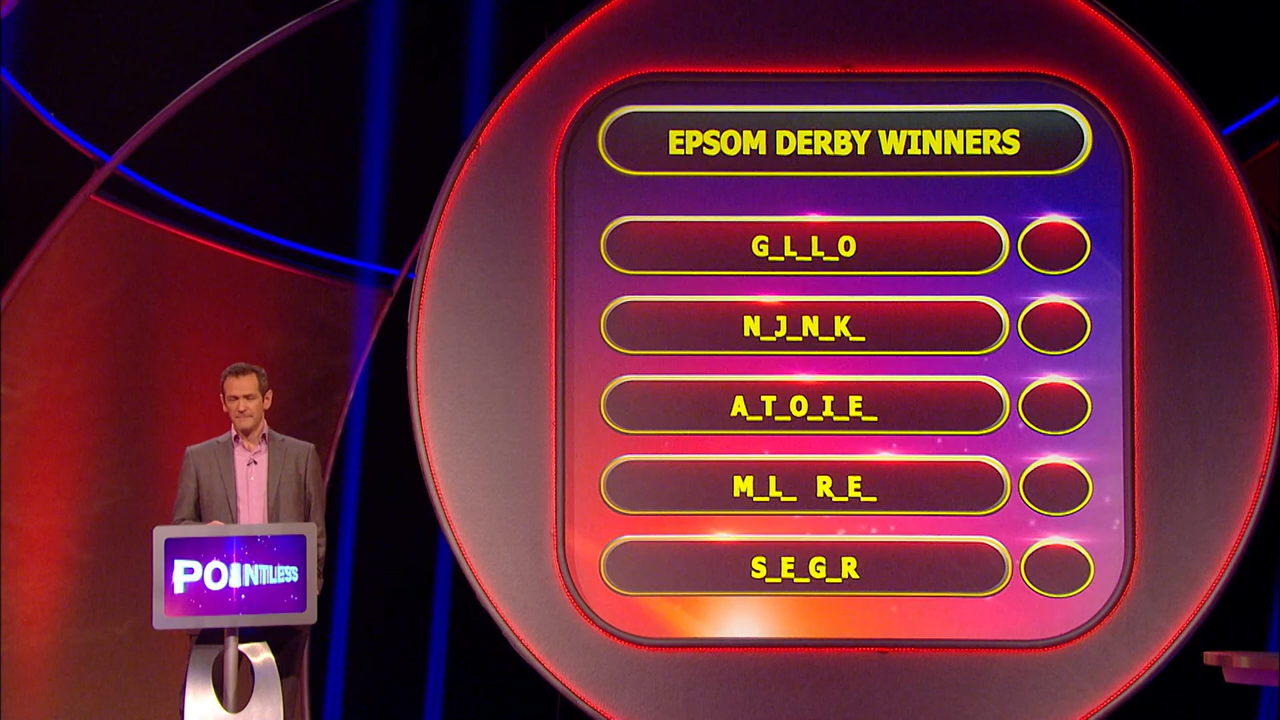 EPSOM DERBY WINNERS
G_L_L_O
N_J_N_K_
A_T_O_I_E_
M_L_ R_E_
S_E_G_R
POINTLESS